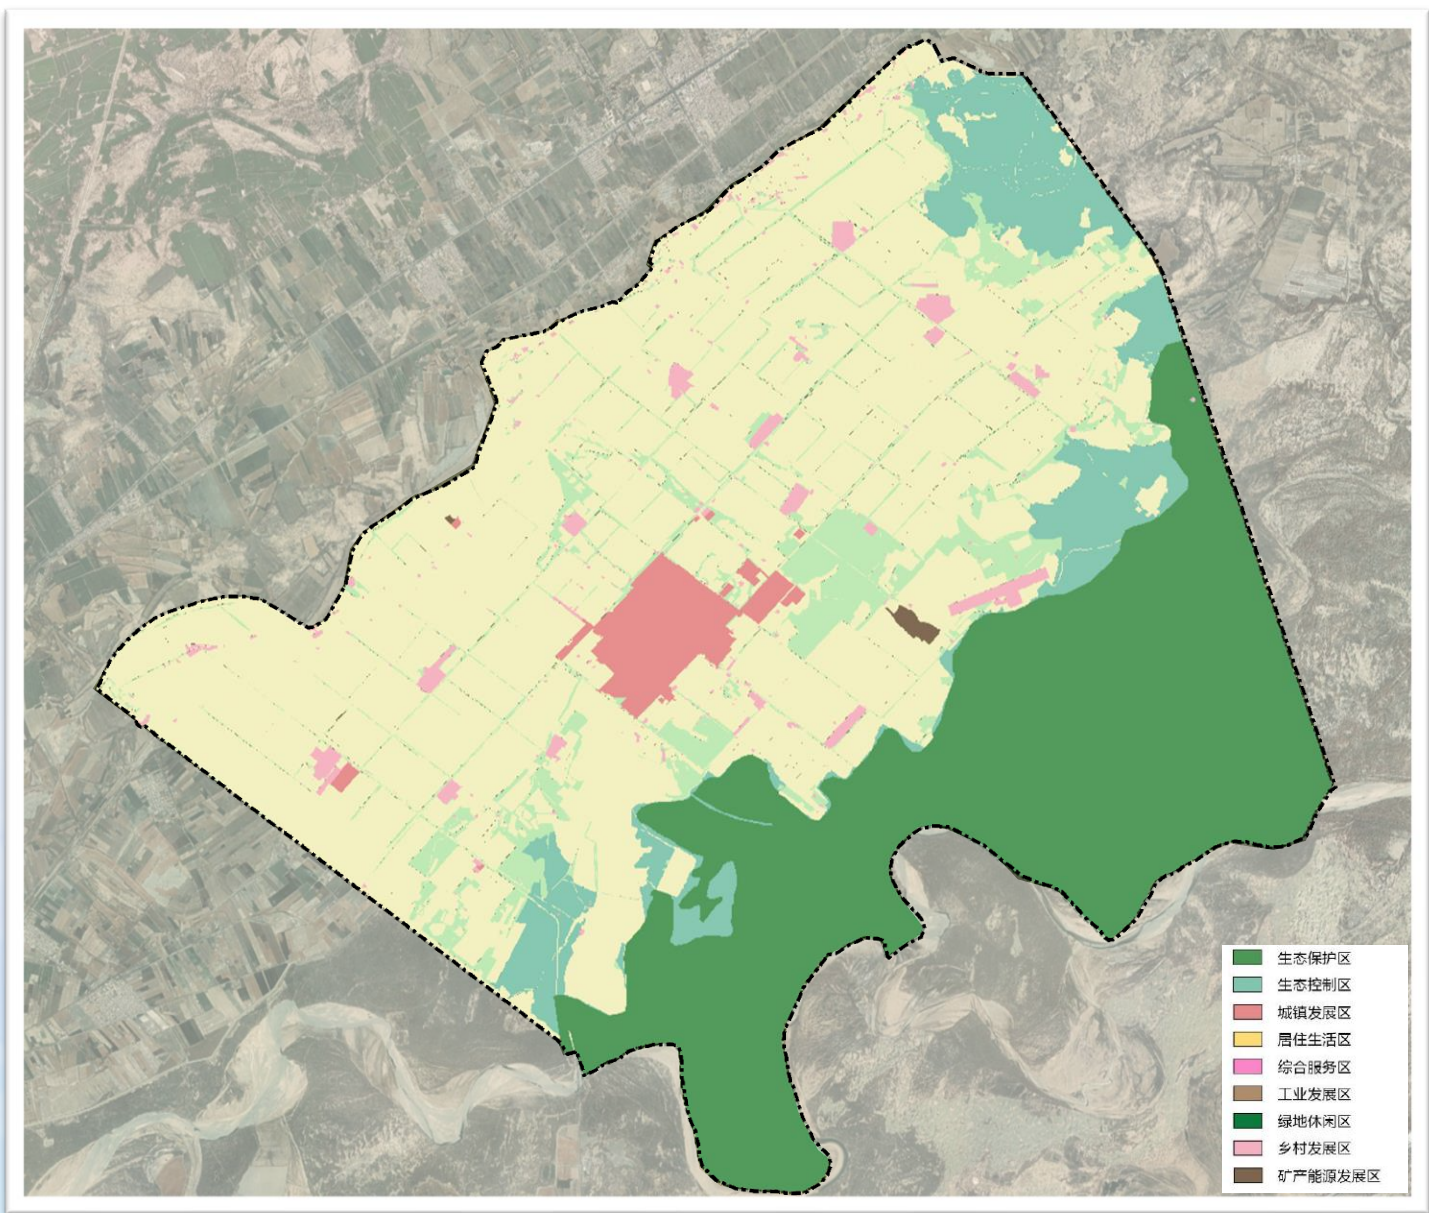 生态保护区
生态控制区
城镇发展区
居住生活区
综合服务区
工业发展区
绿地休闲区
乡村发展区
矿产能源发展区